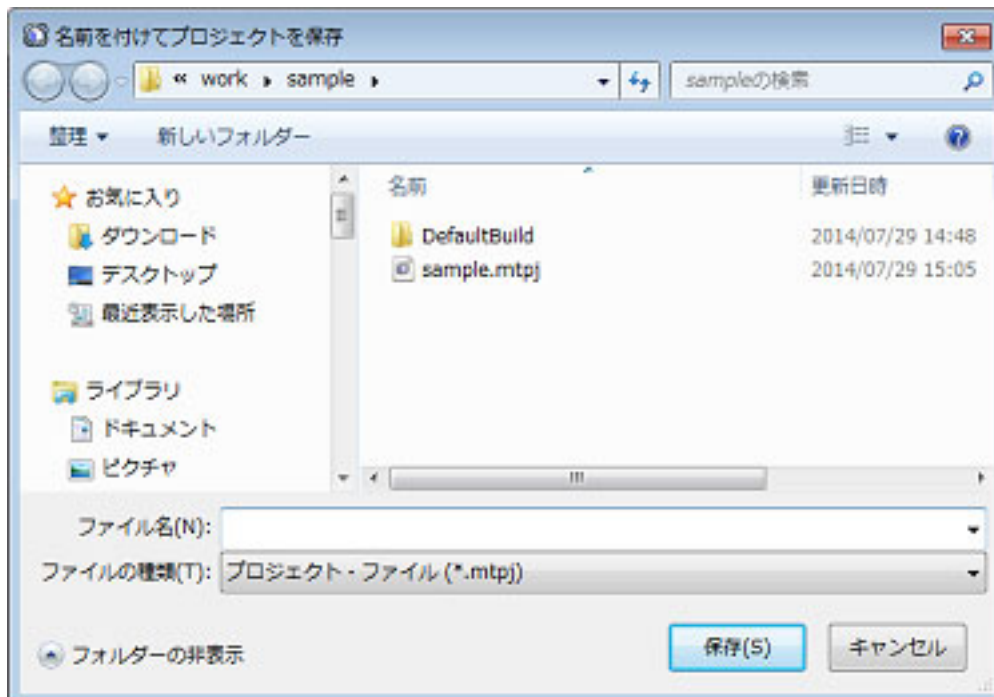 名前を付けてプロジェクトを保存
« work sample
sampleの検索
整理 新しいフォルダー
名前 更新日時
お気に入り
ダウンロード
デスクトップ
最近表示した場所
ライブラリ
ドキュメント
ピクチャ
DefaultBuild 2014/07/29 14:48
sample.mtpj 2014/07/29 15:05
ファイル名(N):
ファイルの種類(T): プロジェクト - ファイル (*.mtpj)
フォルダーの非表示
保存(S) キャンセル